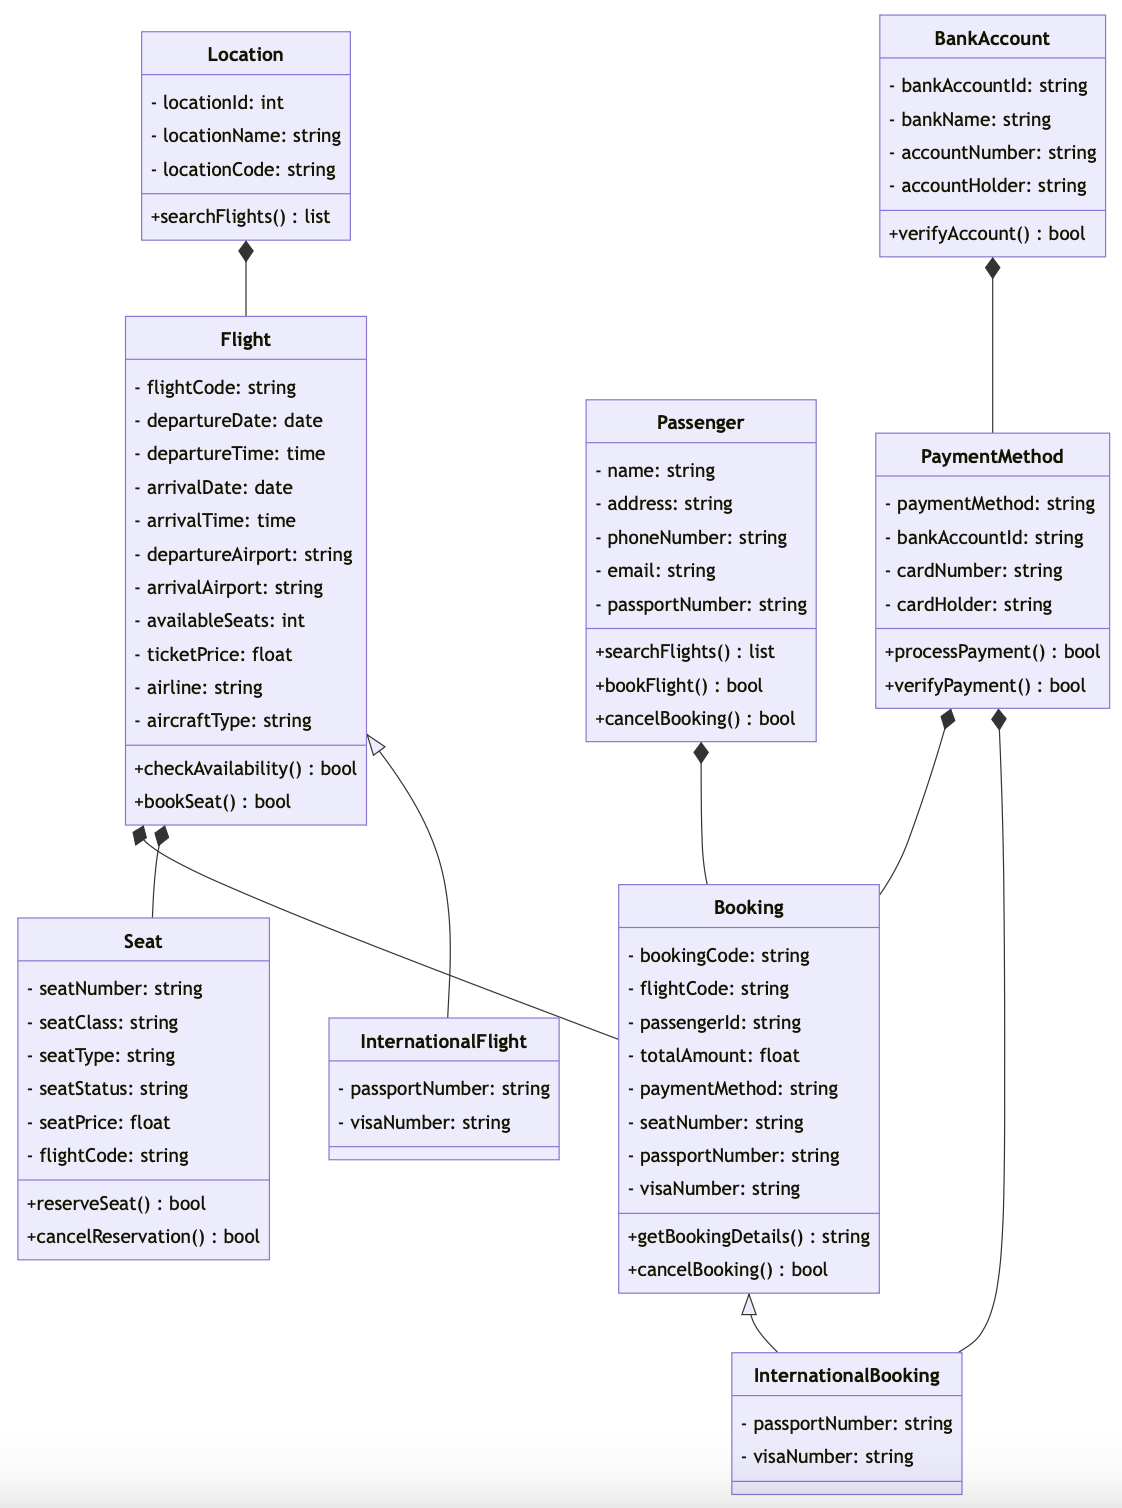 Location
- locationId: int
- locationName: string
- locationCode: string
+searchFlights() : list
BankAccount
- bankAccountId: string
- bankName: string
- accountNumber: string
- accountHolder: string
+verifyAccount() : bool
Flight
- flightCode: string
- departureDate: date
- departureTime: time
- arrivalDate: date
- arrivalTime: time
- departureAirport: string
- arrivalAirport: string
- availableSeats: int
- ticketPrice: float
- airline: string
- aircraftType: string
+checkAvailability() : bool
+bookSeat() : bool
Passenger
- name: string
- address: string
- phoneNumber: string
- email: string
- passportNumber: string
+searchFlights() : list
+bookFlight() : bool
+cancelBooking() : bool
PaymentMethod
- paymentMethod: string
- bankAccountId: string
- cardNumber: string
- cardHolder: string
+processPayment() : bool
+verifyPayment() : bool
Seat
- seatNumber: string
- seatClass: string
- seatType: string
- seatStatus: string
- seatPrice: float
- flightCode: string
+reserveSeat() : bool
+cancelReservation() : bool
InternationalFlight
- passportNumber: string
- visaNumber: string
Booking
- bookingCode: string
- flightCode: string
- passengerId: string
- totalAmount: float
- paymentMethod: string
- seatNumber: string
- passportNumber: string
- visaNumber: string
+getBookingDetails() : string
+cancelBooking() : bool
InternationalBooking
- passportNumber: string
- visaNumber: string